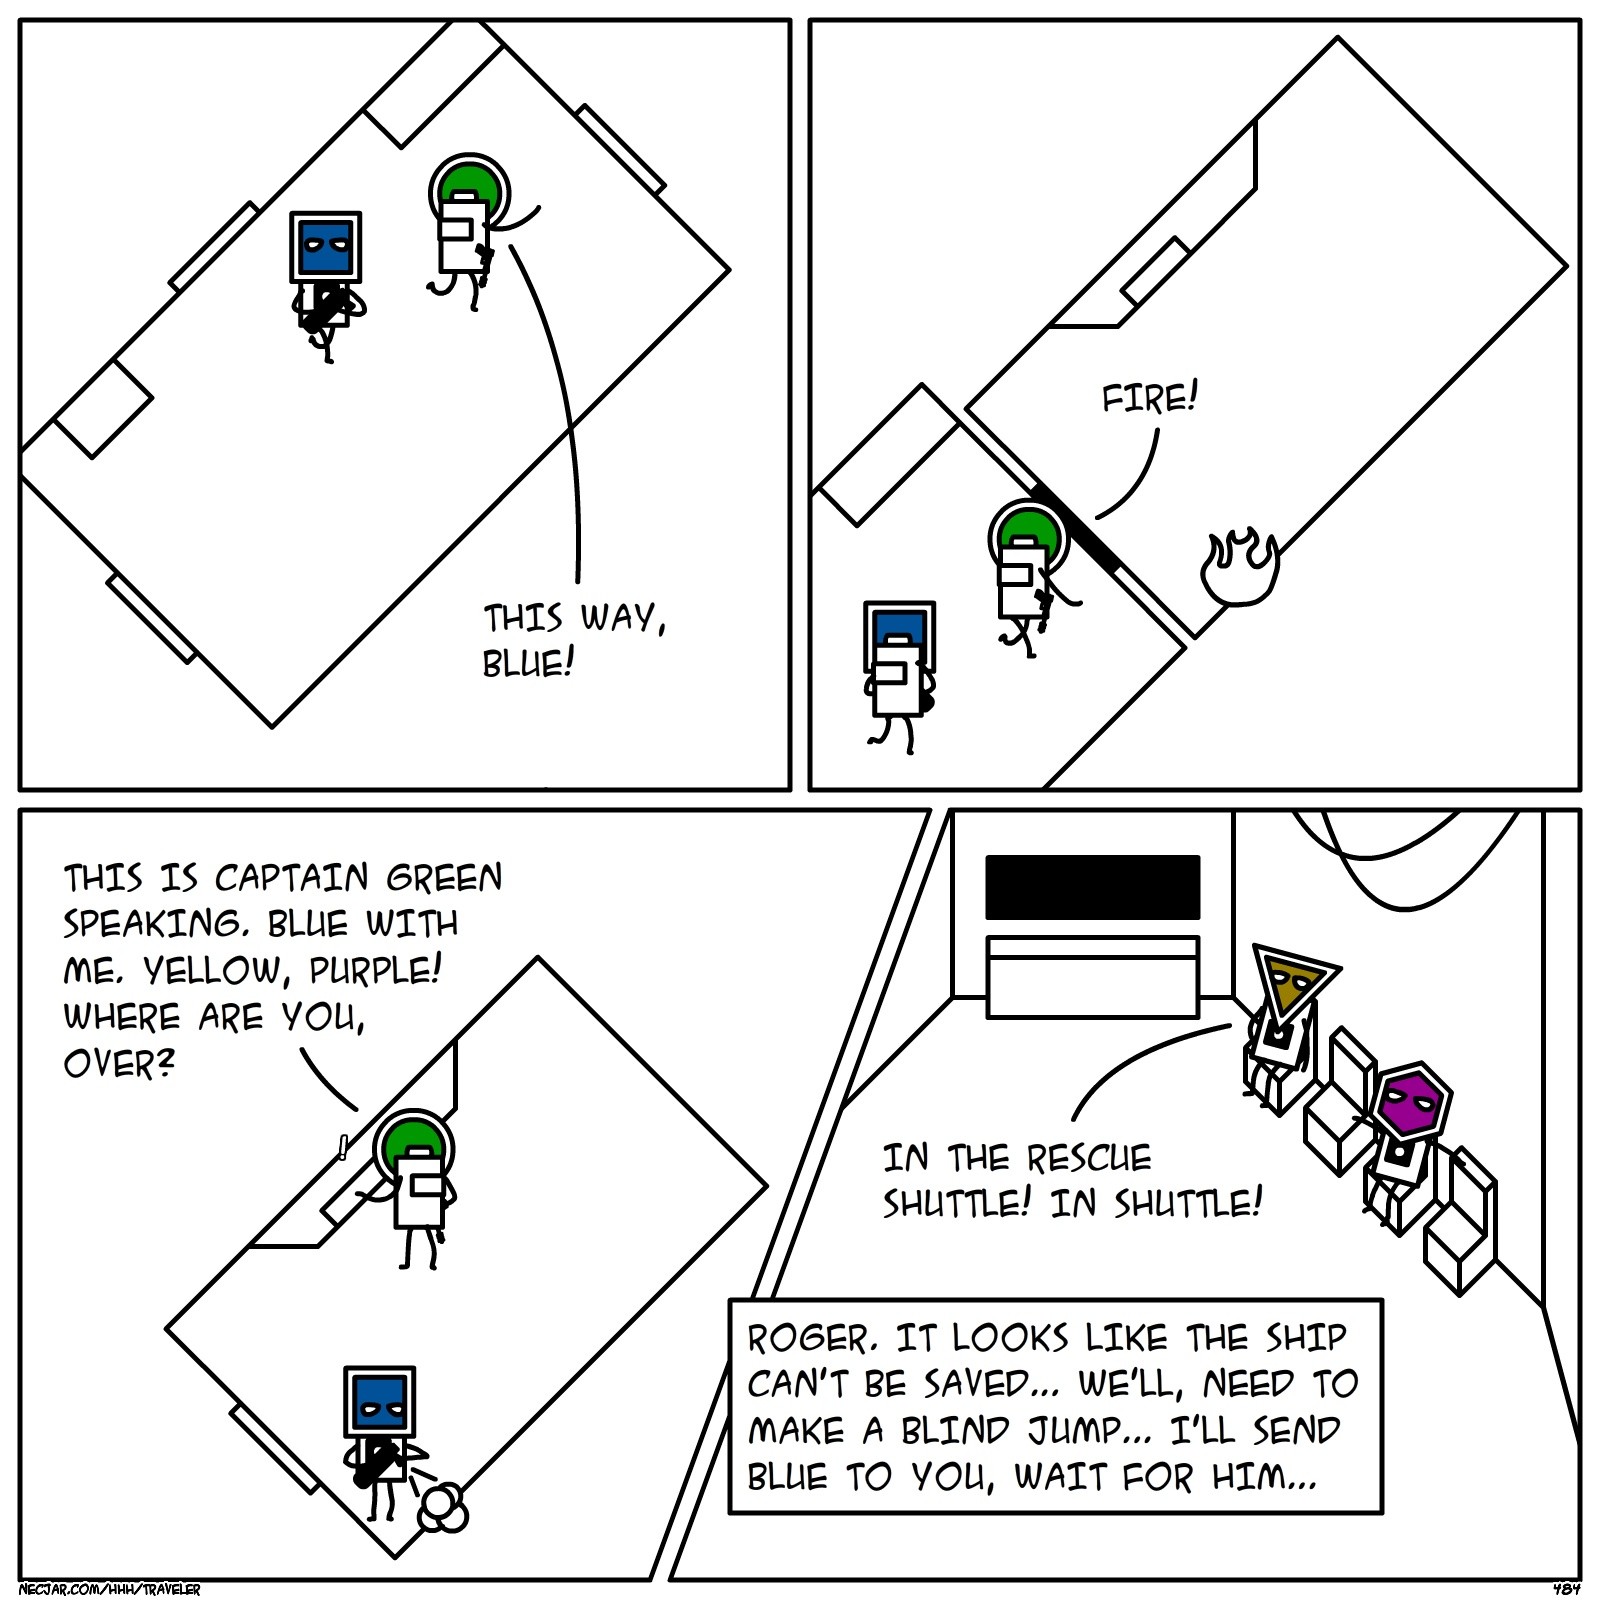 THIS WAY,
BLUE!
FIRE!
THIS IS CAPTAIN GREEN
SPEAKING. BLUE WITH
ME. YELLOW, PURPLE!
WHERE ARE YOU,
OVER?
IN THE RESCUE
SHUTTLE! IN SHUTTLE!
ROGER. IT LOOKS LIKE THE SHIP
CAN'T BE SAVED... WE'LL, NEED TO
MAKE A BLIND JUMP... I'LL SEND
BLUE TO YOU, WAIT FOR HIM...
NECJAR.COM/HHH/TRAVELER
484